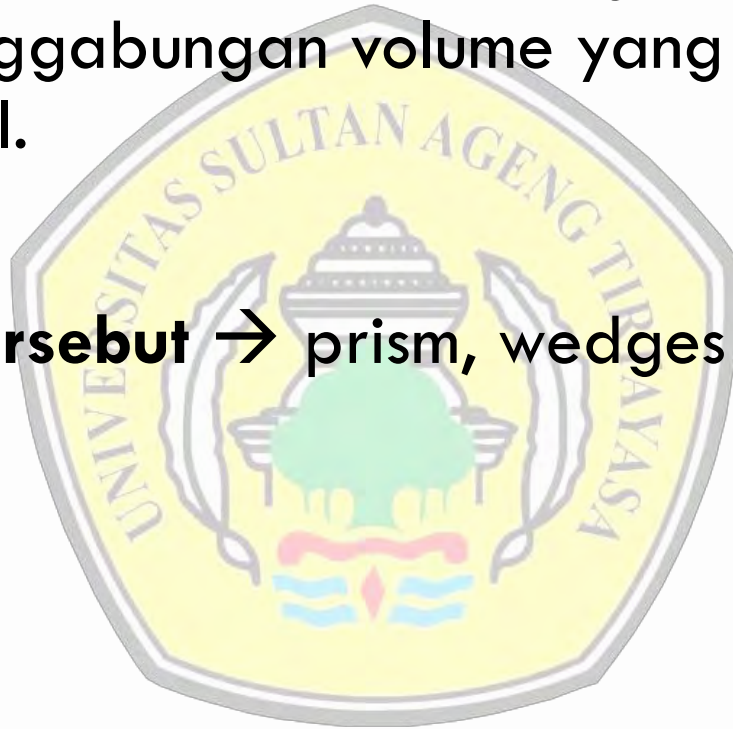 ggabungan volume yang
l.
UNIVERSITAS SULTAN AGENG TIRTAYASA
rsebut → prism, wedges